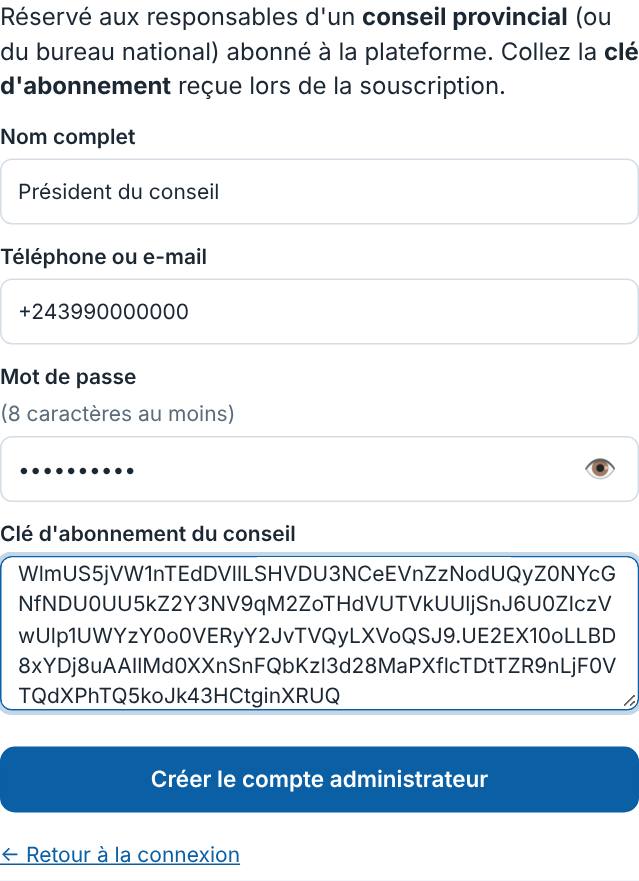 Réservé aux responsables d'un conseil provincial (ou
du bureau national) abonné à la plateforme. Collez la clé
d'abonnement reçue lors de la souscription.
Nom complet
Président du conseil
Téléphone ou e-mail
+243990000000
Mot de passe
(8 caractères au moins)
••••••••••
Clé d'abonnement du conseil
WlmUS5jVW1nTEdDVllLSHVDU3NCeEVnZzNodUQyZ0NYcG
NfNDU0UU5kZ2Y3NV9qM2ZoTHdVUTVkUUljSnJ6U0ZIczV
wUlp1UWYzY0o0VERyY2JvTVQyLXVoQSJ9.UE2EX10oLLBD
8xYDj8uAAIlMd0XXnSnFQbKzl3d28MaPXfIcTDtTZR9nLjF0V
TQdXPhTQ5koJk43HCtginXRUQ
Créer le compte administrateur
← Retour à la connexion